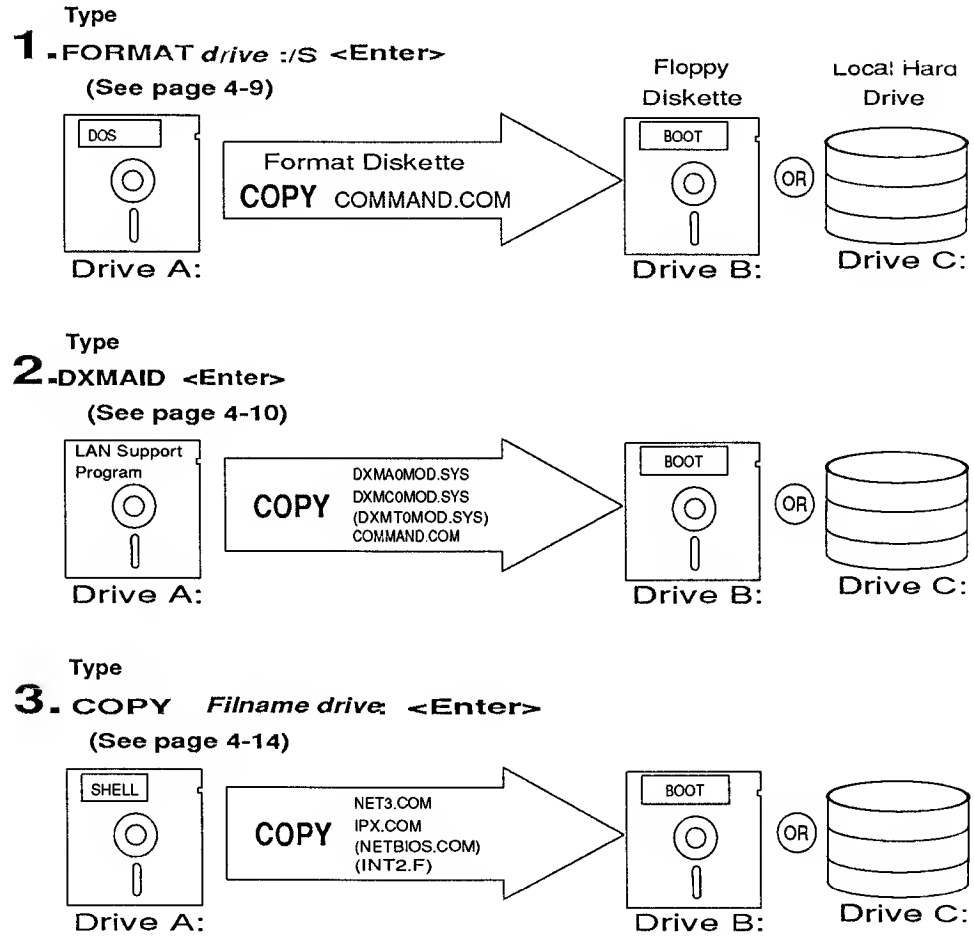 Type
1. FORMAT drive :/S <Enter>
(See page 4-9)
Floppy Diskette
Local Hard Drive
DOS
Format Diskette
COPY COMMAND.COM
BOOT
OR
Drive A:
Drive B:
Drive C:
Type
2. DXMAID <Enter>
(See page 4-10)
LAN Support
Program
COPY
DXMA0MOD.SYS
DXMC0MOD.SYS
(DXMT0MOD.SYS)
COMMAND.COM
BOOT
OR
Drive A:
Drive B:
Drive C:
Type
3. COPY Filname drive: <Enter>
(See page 4-14)
SHELL
COPY
NET3.COM
IPX.COM
(NETBIOS.COM)
(INT2.F)
BOOT
OR
Drive A:
Drive B:
Drive C: